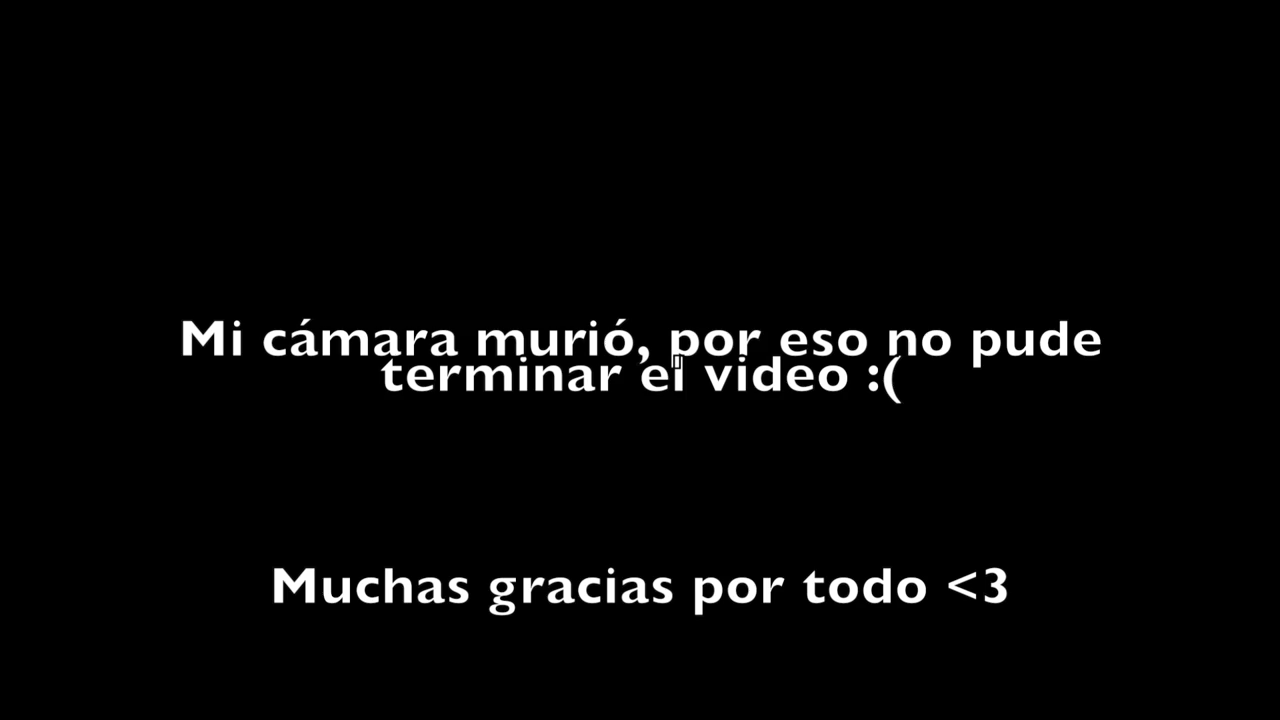 Mi cámara murió, por eso no pude
terminar el video :(
Muchas gracias por todo <3